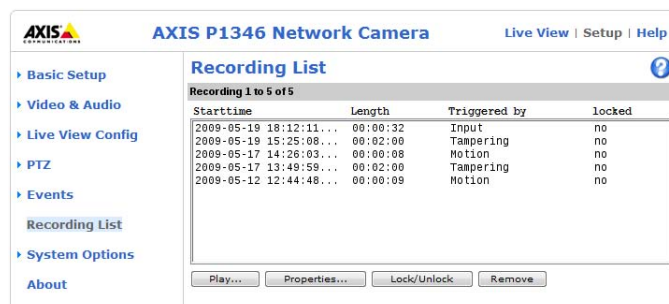 AXIS COMMUNICATIONS
AXIS P1346 Network Camera
Live View | Setup | Help
Basic Setup
Video & Audio
Live View Config
PTZ
Events
Recording List
System Options
About
Recording List
?
Recording 1 to 5 of 5
Starttime Length Triggered by locked
2009-05-19 18:12:11... 00:00:32 Input no
2009-05-19 15:25:08... 00:02:00 Tampering no
2009-05-17 14:26:03... 00:00:08 Motion no
2009-05-17 13:49:59... 00:02:00 Tampering no
2009-05-12 12:44:48... 00:00:09 Motion no
Play... Properties... Lock/Unlock Remove